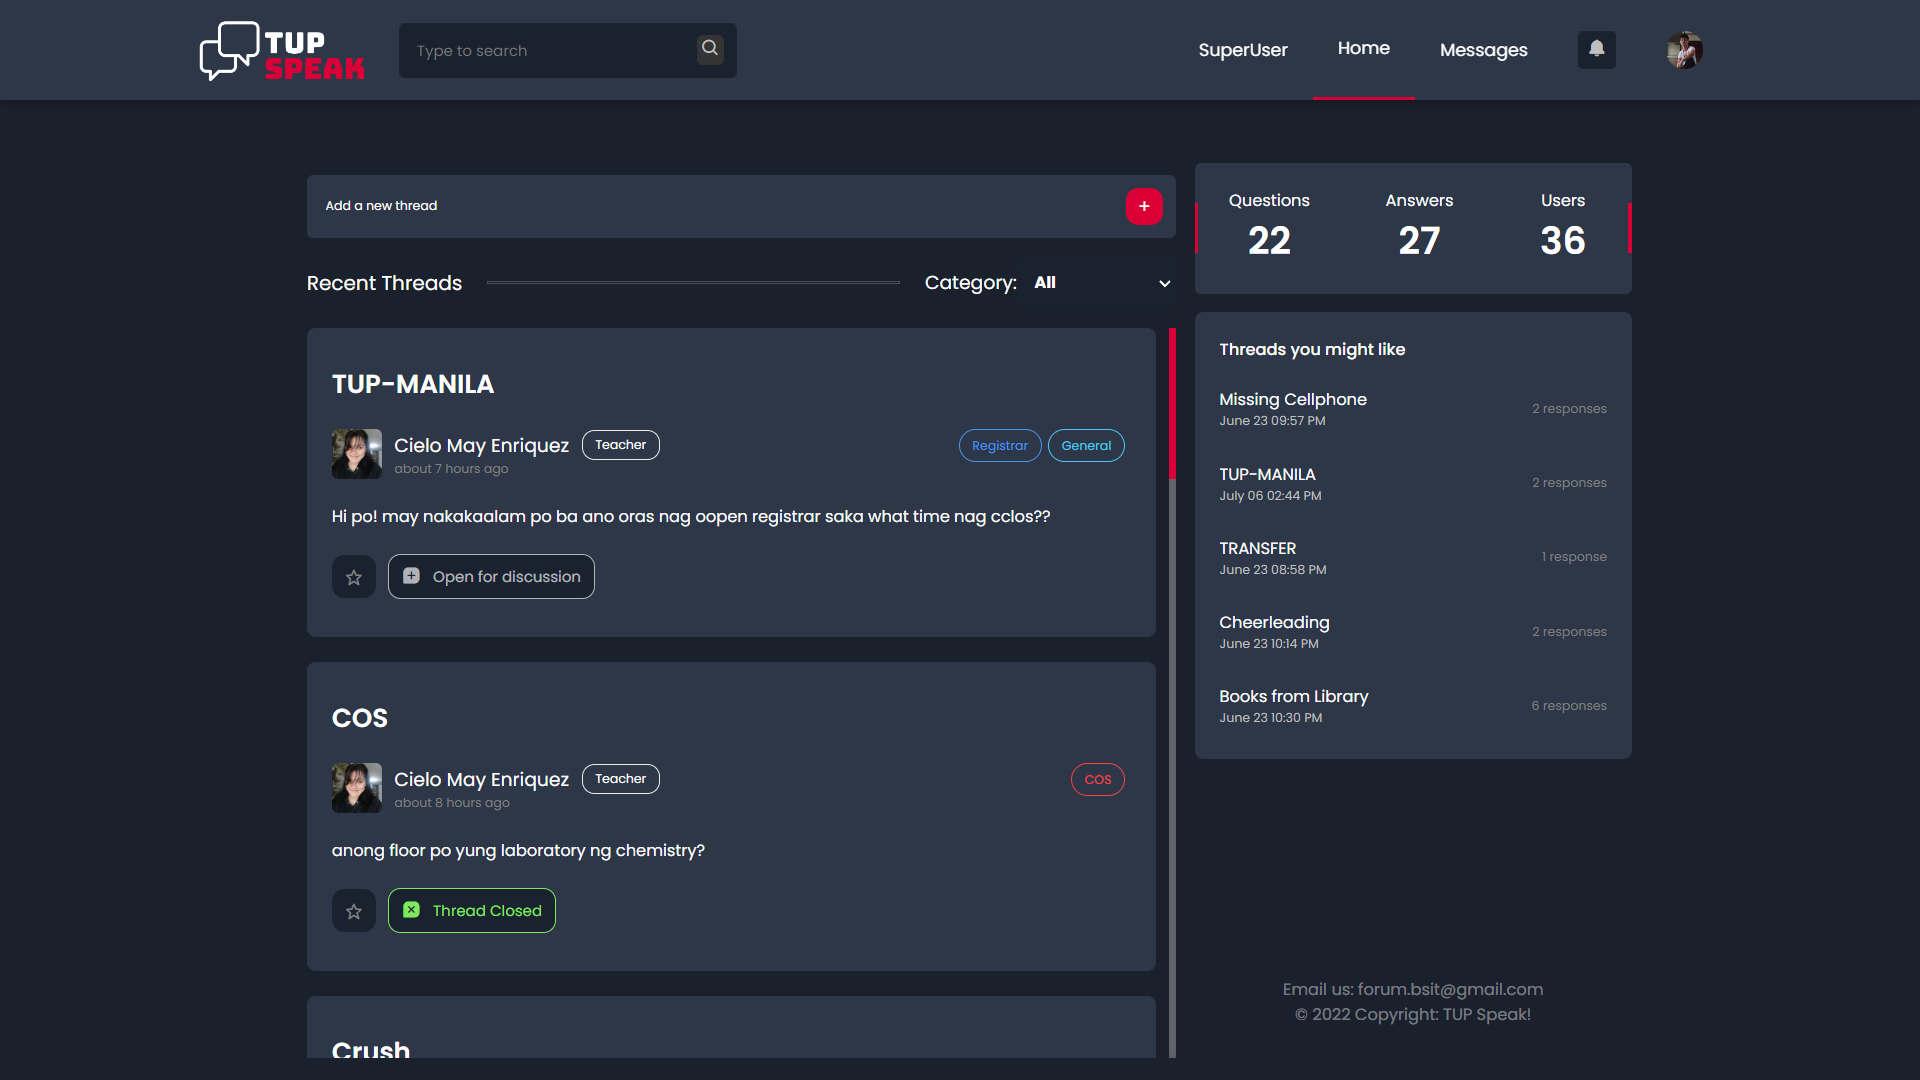 TUP
SPEAK
Type to search
SuperUser
Home
Messages
Add a new thread
+
Recent Threads
Category: All
TUP-MANILA
Cielo May Enriquez
Teacher
about 7 hours ago
Registrar
General
Hi po! may nakakaalam po ba ano oras nag oopen registrar saka what time nag cclos??
Open for discussion
COS
Cielo May Enriquez
Teacher
about 8 hours ago
COS
anong floor po yung laboratory ng chemistry?
Thread Closed
Crush
Questions
22
Answers
27
Users
36
Threads you might like
Missing Cellphone
June 23 09:57 PM
2 responses
TUP-MANILA
July 06 02:44 PM
2 responses
TRANSFER
June 23 08:58 PM
1 response
Cheerleading
June 23 10:14 PM
2 responses
Books from Library
June 23 10:30 PM
6 responses
Email us: forum.bsit@gmail.com
© 2022 Copyright: TUP Speak!